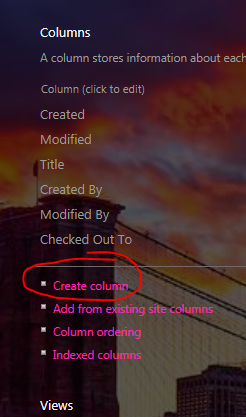 Columns
A column stores information about each
Column (click to edit)
Created
Modified
Title
Created By
Modified By
Checked Out To
Create column
Add from existing site columns
Column ordering
Indexed columns
Views